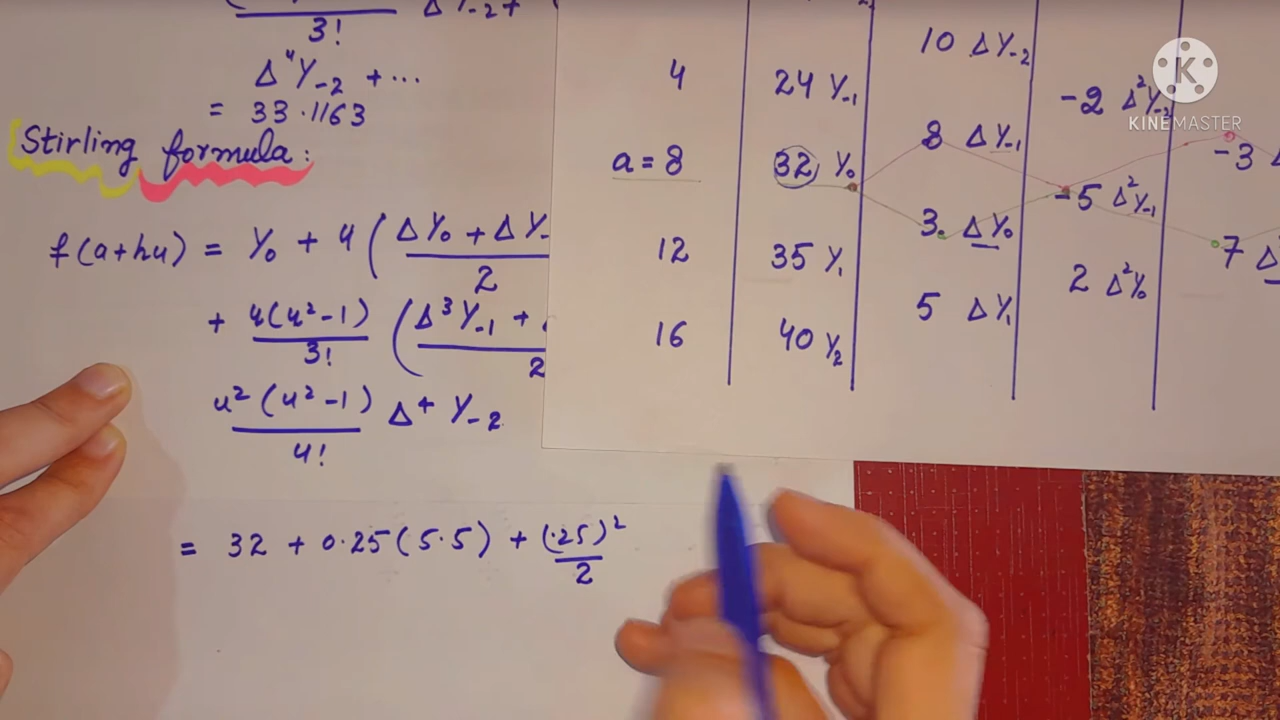 3!
Δ⁴Y₋₂ + ...
= 33.1163
Stirling formula:
f(a+hu) = Y₀ + u ( ΔY₀ + ΔY₋
2
+ u(u²-1) ( Δ³Y₋₁ +
3! 2
u²(u²-1) Δ⁴ Y₋₂
4!
= 32 + 0.25(5.5) + (.25)²
2
10 ΔY₋₂
4 24 Y₋₁
-2 Δ²Y₋₂
8 ΔY₋₁
a = 8 32 Y₀
-3 Δ
-5 Δ²Y₋₁
3. ΔY₀
12 35 Y₁
7 Δ
2 Δ²Y₀
5 ΔY₁
16 40 Y₂
K
KINEMASTER